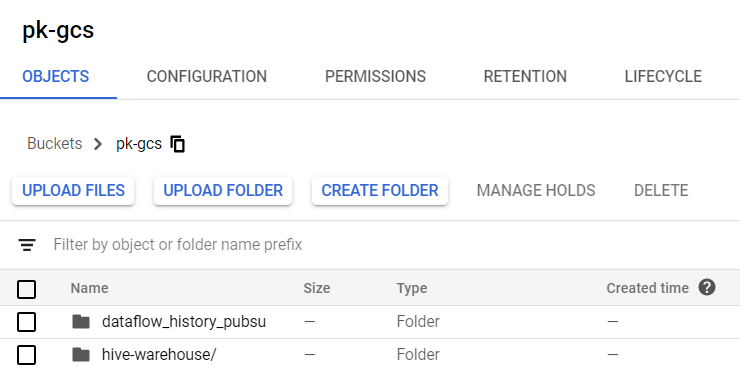 pk-gcs
OBJECTS CONFIGURATION PERMISSIONS RETENTION LIFECYCLE
Buckets > pk-gcs
UPLOAD FILES UPLOAD FOLDER CREATE FOLDER MANAGE HOLDS DELETE
Filter by object or folder name prefix
Name Size Type Created time ?
dataflow_history_pubsu — Folder —
hive-warehouse/ — Folder —